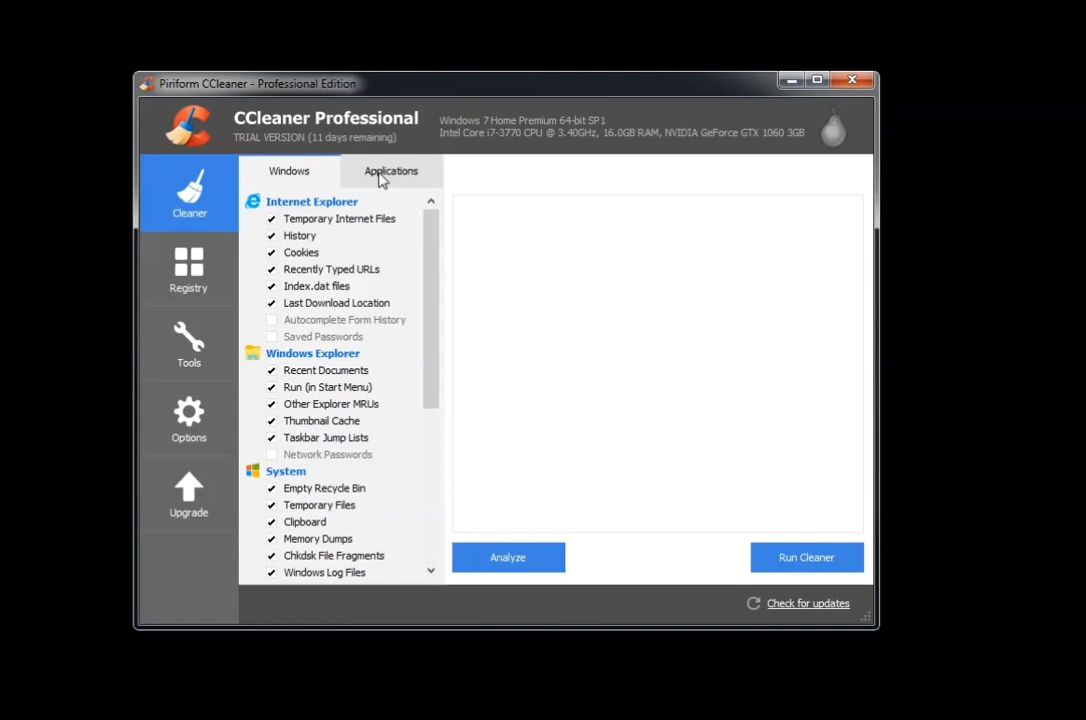 Piriform CCleaner - Professional Edition
CCleaner Professional
TRIAL VERSION (11 days remaining)
Windows 7 Home Premium 64-bit SP1
Intel Core i7-3770 CPU @ 3.40GHz, 16.0GB RAM, NVIDIA GeForce GTX 1060 3GB
Cleaner
Registry
Tools
Options
Upgrade
Windows
Applications
Internet Explorer
Temporary Internet Files
History
Cookies
Recently Typed URLs
Index.dat files
Last Download Location
Autocomplete Form History
Saved Passwords
Windows Explorer
Recent Documents
Run (in Start Menu)
Other Explorer MRUs
Thumbnail Cache
Taskbar Jump Lists
Network Passwords
System
Empty Recycle Bin
Temporary Files
Clipboard
Memory Dumps
Chkdsk File Fragments
Windows Log Files
Analyze
Run Cleaner
Check for updates